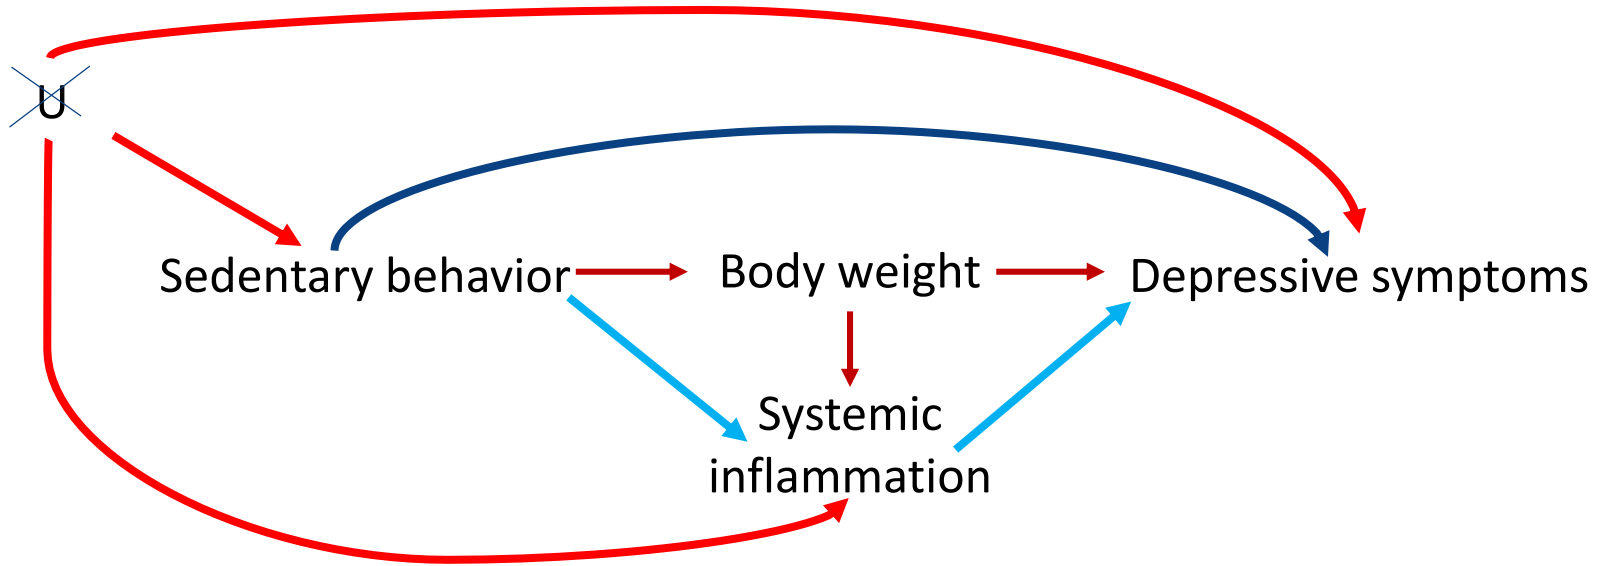 U
Sedentary behavior
Body weight
Depressive symptoms
Systemic
inflammation